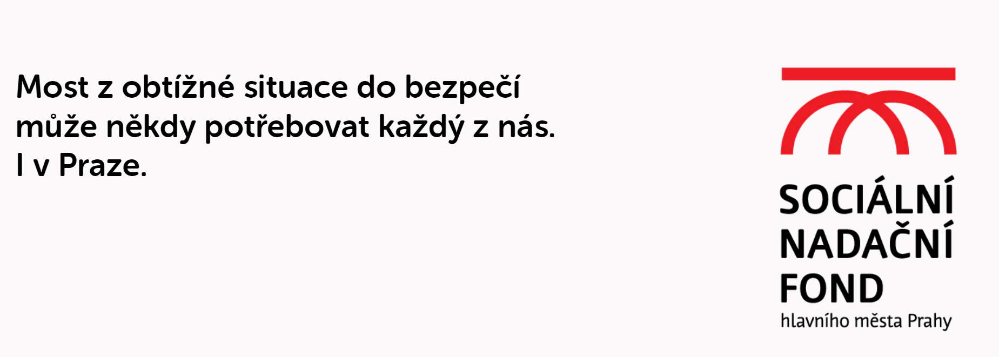 Most z obtížné situace do bezpečí
může někdy potřebovat každý z nás.
I v Praze.
SOCIÁLNÍ
NADAČNÍ
FOND
hlavního města Prahy